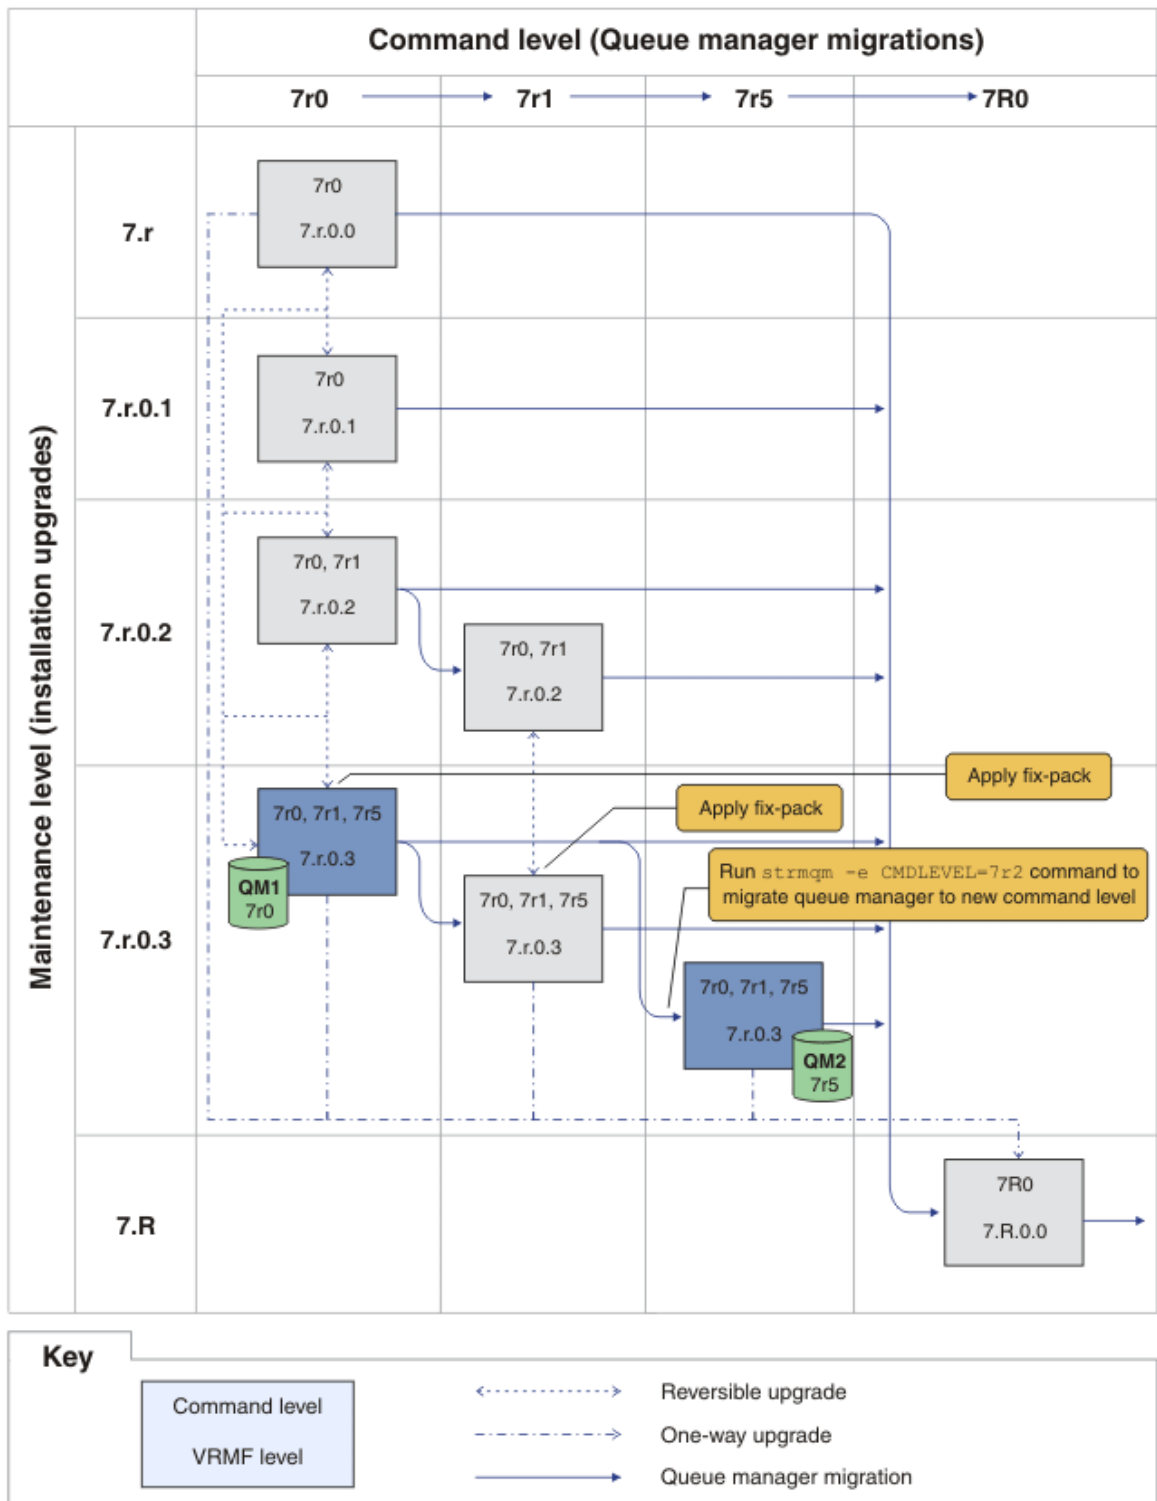 Command level (Queue manager migrations)
7r0
7r1
7r5
7R0
Maintenance level (installation upgrades)
7.r
7r0
7.r.0.0
7.r.0.1
7r0
7.r.0.1
7.r.0.2
7r0, 7r1
7.r.0.2
7r0, 7r1
7.r.0.2
7.r.0.3
7r0, 7r1, 7r5
7.r.0.3
QM1
7r0
Apply fix-pack
Apply fix-pack
Run strmqm -e CMDLEVEL=7r2 command to
migrate queue manager to new command level
7r0, 7r1, 7r5
7.r.0.3
7r0, 7r1, 7r5
7.r.0.3
QM2
7r5
7.R
7R0
7.R.0.0
Key
Command level
VRMF level
Reversible upgrade
One-way upgrade
Queue manager migration